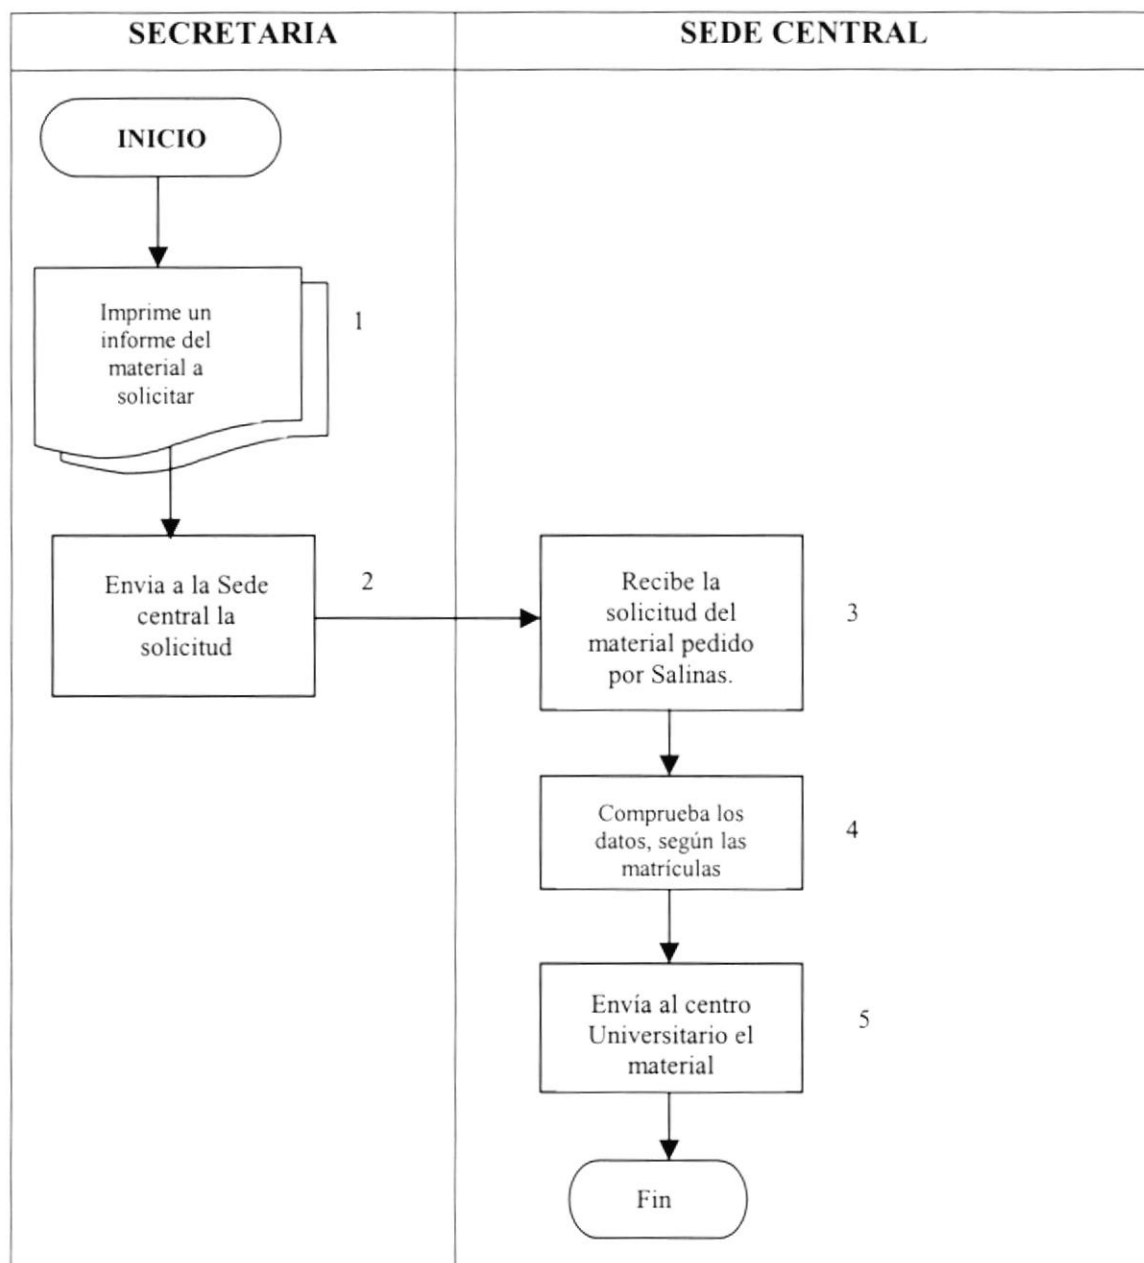 SECRETARIA
SEDE CENTRAL
INICIO
Imprime un
informe del
material a
solicitar
1
Envia a la Sede
central la
solicitud
2
Recibe la
solicitud del
material pedido
por Salinas.
3
Comprueba los
datos, según las
matrículas
4
Envía al centro
Universitario el
material
5
Fin